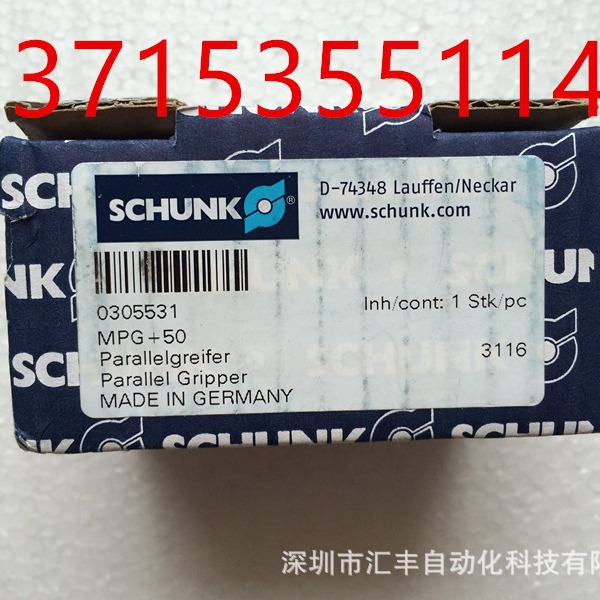 3715355114
SCHUNK ®
D-74348 Lauffen/Neckar
www.schunk.com
0305531
Inh/cont: 1 Stk/pc
MPG+50
Parallelgreifer
3116
Parallel Gripper
MADE IN GERMANY
SCHUNK
深圳市汇丰自动化科技有